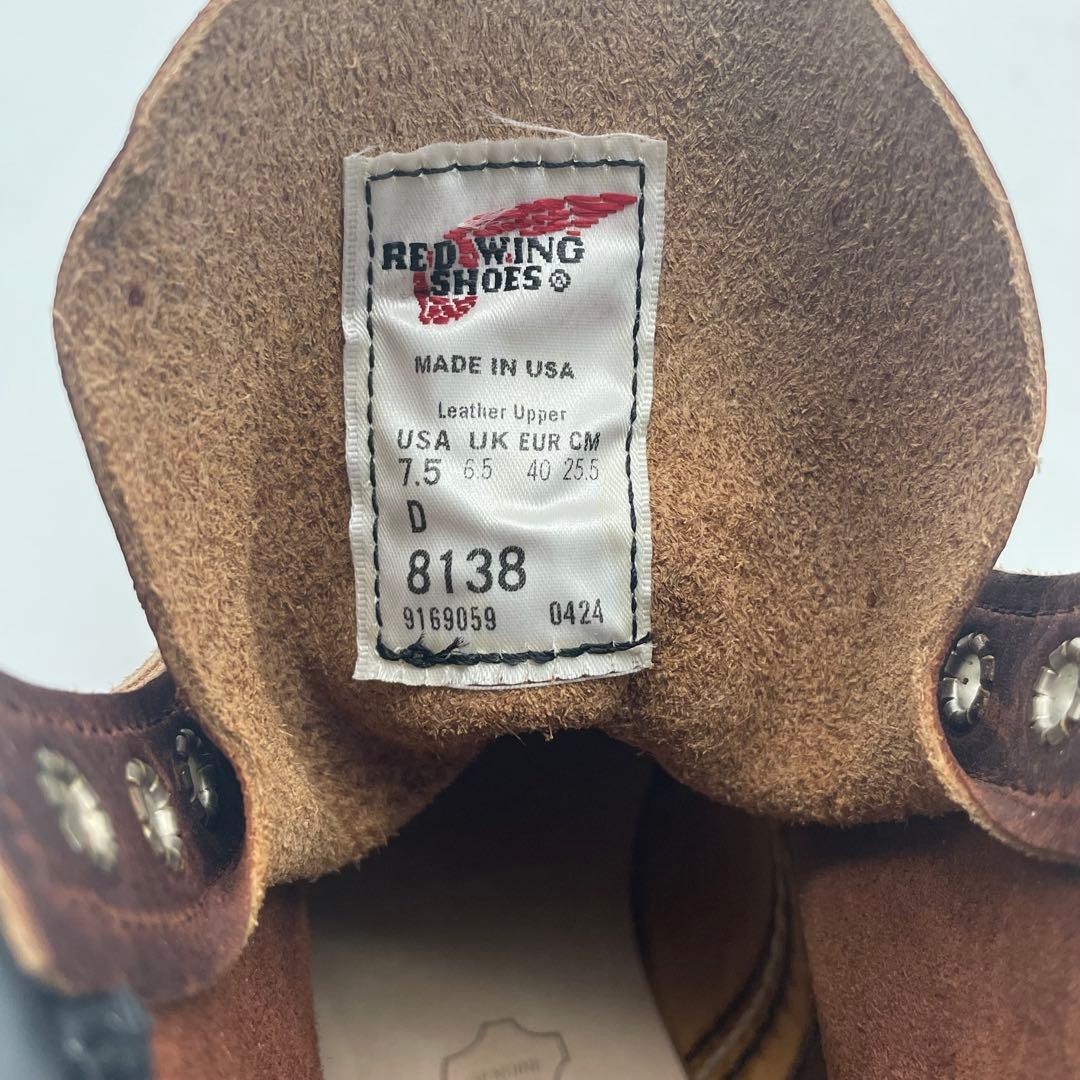 RED WING
SHOES®
MADE IN USA
Leather Upper
USA UK EUR CM
7.5 6.5 40 25.5
D
8138
9169059 0424